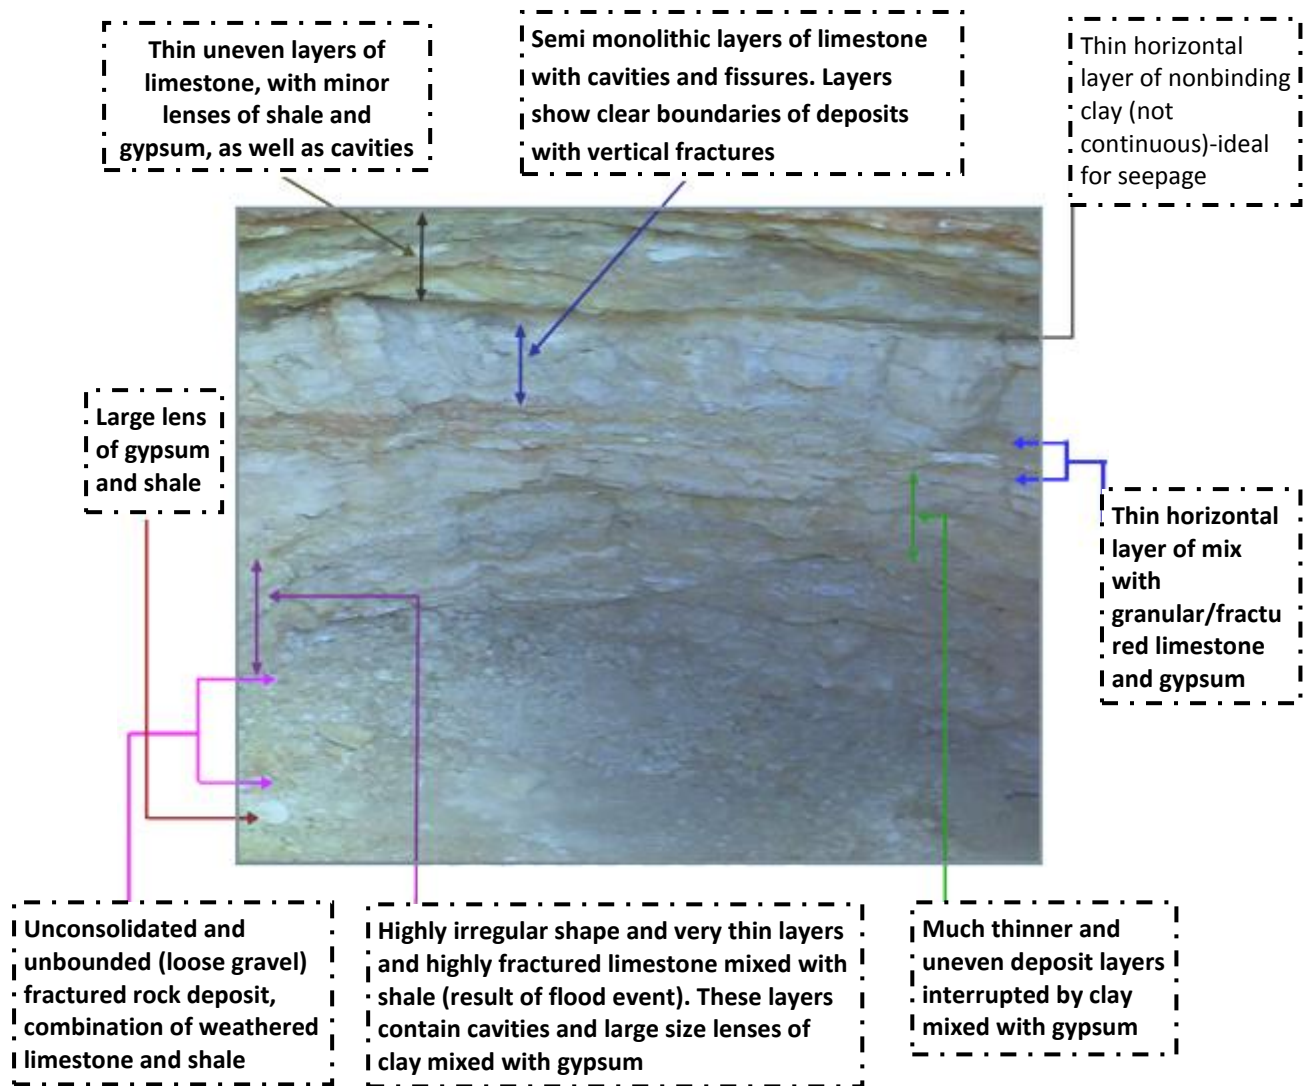 Thin uneven layers of
limestone, with minor
lenses of shale and
gypsum, as well as cavities
Semi monolithic layers of limestone
with cavities and fissures. Layers
show clear boundaries of deposits
with vertical fractures
Thin horizontal
layer of nonbinding
clay (not
continuous)-ideal
for seepage
Large lens
of gypsum
and shale
Thin horizontal
layer of mix
with
granular/fractu
red limestone
and gypsum
Unconsolidated and
unbounded (loose gravel)
fractured rock deposit,
combination of weathered
limestone and shale
Highly irregular shape and very thin layers
and highly fractured limestone mixed with
shale (result of flood event). These layers
contain cavities and large size lenses of
clay mixed with gypsum
Much thinner and
uneven deposit layers
interrupted by clay
mixed with gypsum